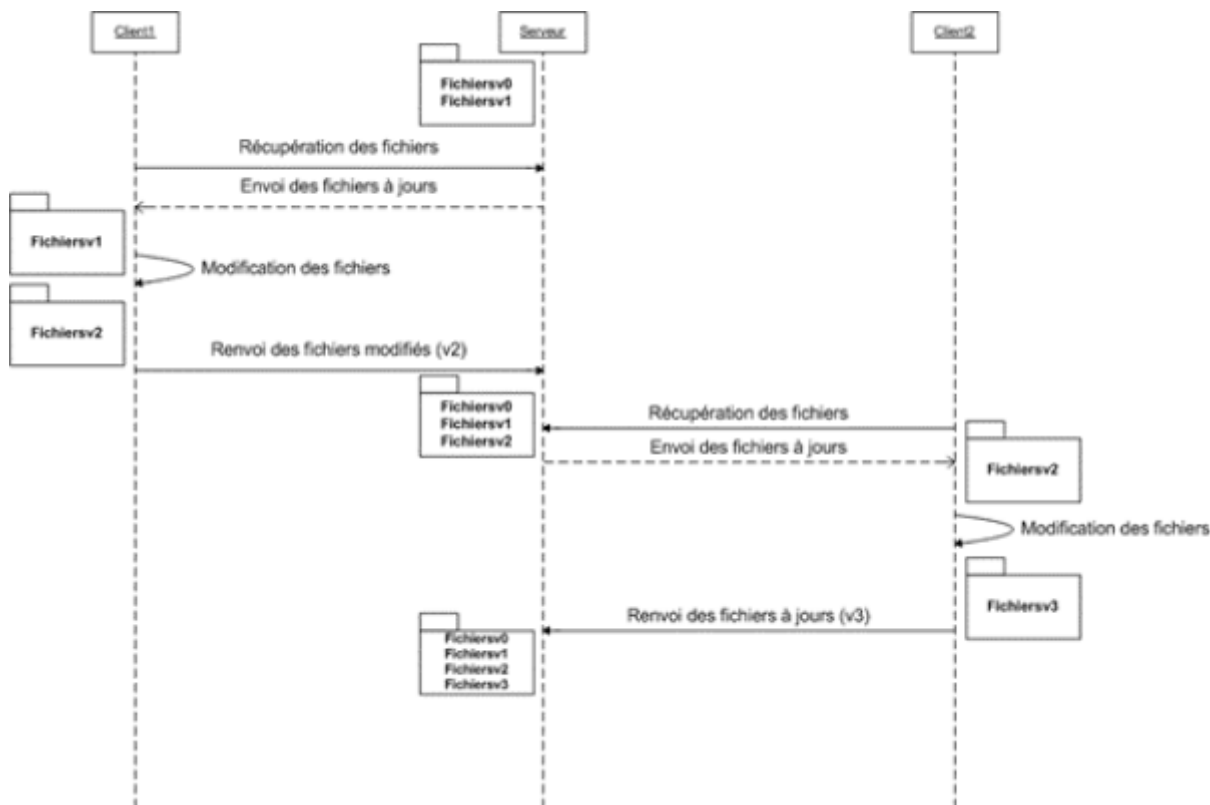 Client1
Serveur
Client2
Fichiersv0
Fichiersv1
Récupération des fichiers
Envoi des fichiers à jours
Fichiersv1
Modification des fichiers
Fichiersv2
Renvoi des fichiers modifiés (v2)
Fichiersv0
Fichiersv1
Fichiersv2
Récupération des fichiers
Envoi des fichiers à jours
Fichiersv2
Modification des fichiers
Fichiersv3
Renvoi des fichiers à jours (v3)
Fichiersv0
Fichiersv1
Fichiersv2
Fichiersv3